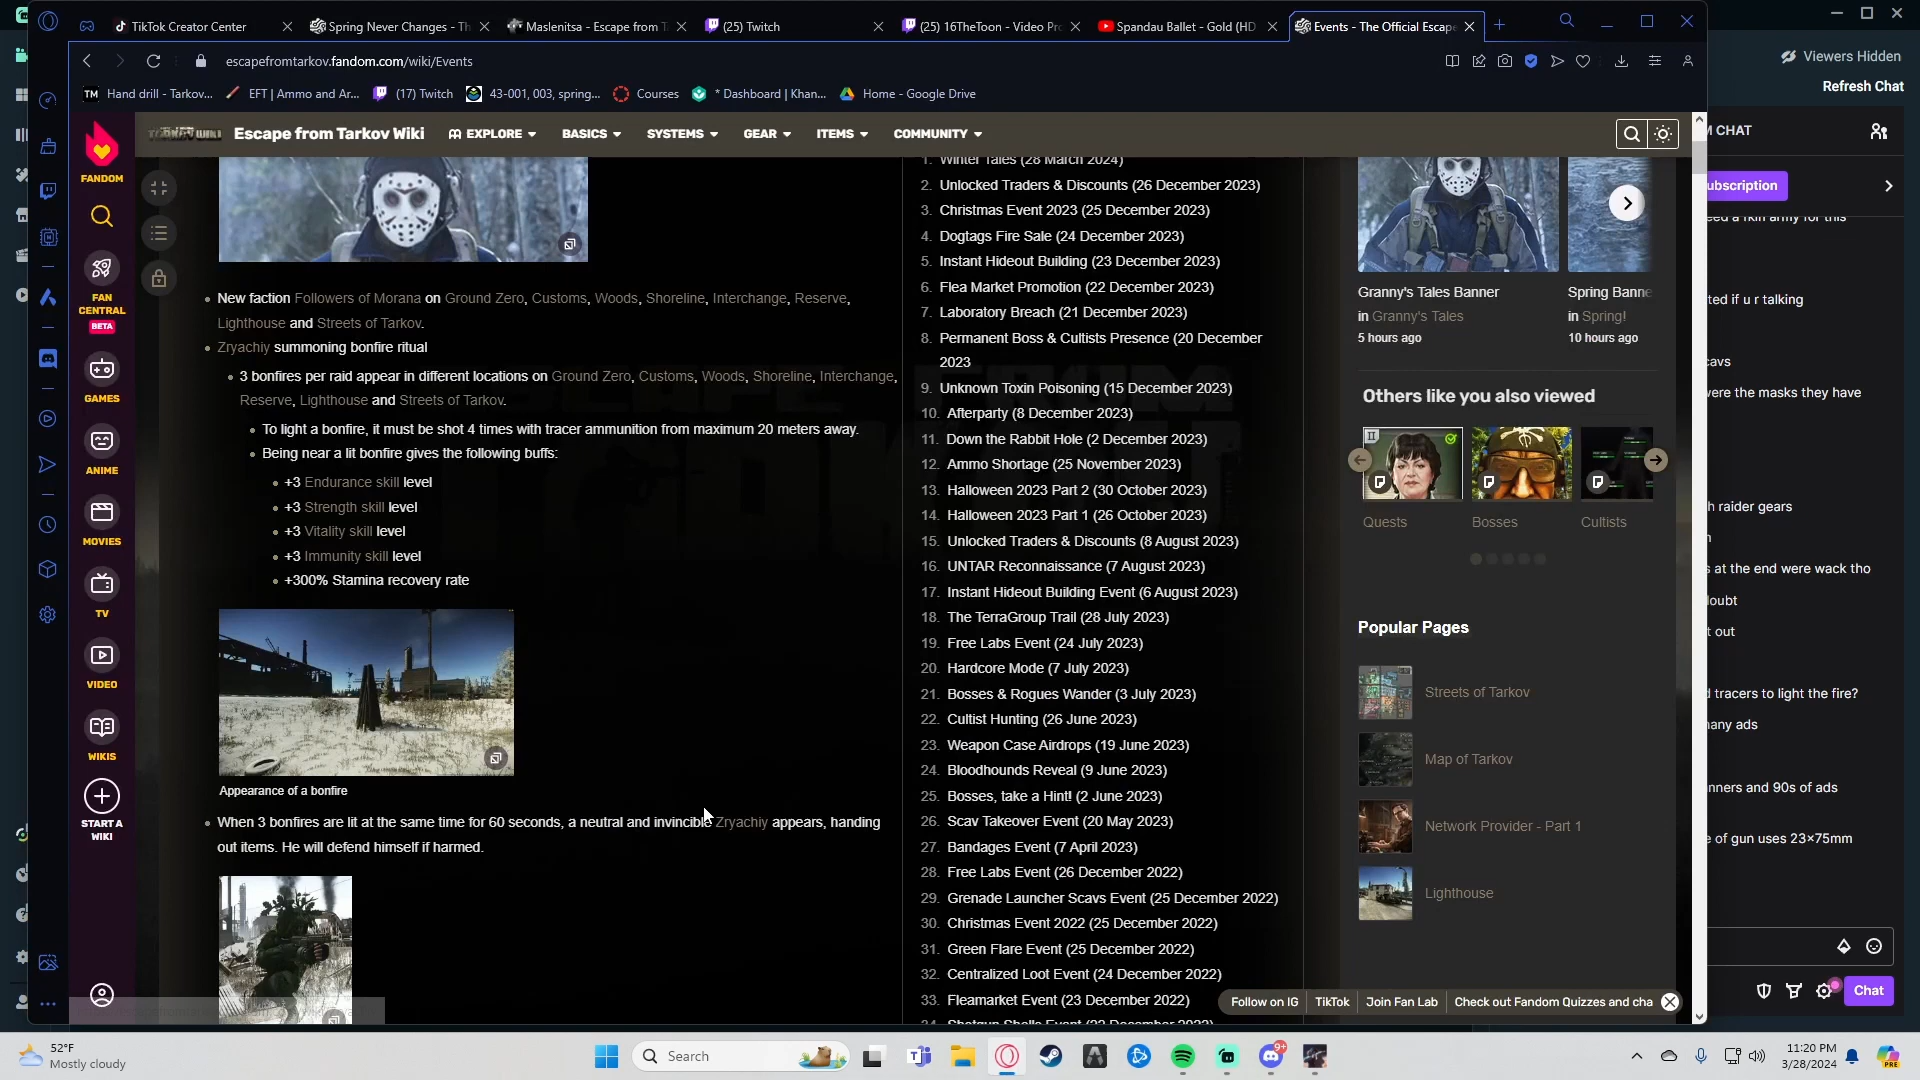 TikTok Creator Center
Spring Never Changes - Th
Maslenitsa - Escape from T
(25) Twitch
(25) 16TheToon - Video Pr
Spandau Ballet - Gold (HD
Events - The Official Escape
Viewers Hidden
escapefromtarkov.fandom.com/wiki/Events
Refresh Chat
TM Hand drill - Tarkov...
EFT | Ammo and Ar...
(17) Twitch
43-001, 003, spring...
Courses
* Dashboard | Khan...
Home - Google Drive
Escape from Tarkov Wiki
EXPLORE
BASICS
SYSTEMS
GEAR
ITEMS
COMMUNITY
M CHAT
FANDOM
FAN
CENTRAL
BETA
GAMES
ANIME
MOVIES
TV
VIDEO
WIKIS
START A
WIKI
New faction Followers of Morana on Ground Zero, Customs, Woods, Shoreline, Interchange, Reserve,
Lighthouse and Streets of Tarkov.
Zryachiy summoning bonfire ritual
3 bonfires per raid appear in different locations on Ground Zero, Customs, Woods, Shoreline, Interchange,
Reserve, Lighthouse and Streets of Tarkov.
To light a bonfire, it must be shot 4 times with tracer ammunition from maximum 20 meters away.
Being near a lit bonfire gives the following buffs:
+3 Endurance skill level
+3 Strength skill level
+3 Vitality skill level
+3 Immunity skill level
+300% Stamina recovery rate
Appearance of a bonfire
When 3 bonfires are lit at the same time for 60 seconds, a neutral and invincible Zryachiy appears, handing
out items. He will defend himself if harmed.
1. Winter Tales (28 March 2024)
2. Unlocked Traders & Discounts (26 December 2023)
3. Christmas Event 2023 (25 December 2023)
4. Dogtags Fire Sale (24 December 2023)
5. Instant Hideout Building (23 December 2023)
6. Flea Market Promotion (22 December 2023)
7. Laboratory Breach (21 December 2023)
8. Permanent Boss & Cultists Presence (20 December
2023
9. Unknown Toxin Poisoning (15 December 2023)
10. Afterparty (8 December 2023)
11. Down the Rabbit Hole (2 December 2023)
12. Ammo Shortage (25 November 2023)
13. Halloween 2023 Part 2 (30 October 2023)
14. Halloween 2023 Part 1 (26 October 2023)
15. Unlocked Traders & Discounts (8 August 2023)
16. UNTAR Reconnaissance (7 August 2023)
17. Instant Hideout Building Event (6 August 2023)
18. The TerraGroup Trail (28 July 2023)
19. Free Labs Event (24 July 2023)
20. Hardcore Mode (7 July 2023)
21. Bosses & Rogues Wander (3 July 2023)
22. Cultist Hunting (26 June 2023)
23. Weapon Case Airdrops (19 June 2023)
24. Bloodhounds Reveal (9 June 2023)
25. Bosses, take a Hint! (2 June 2023)
26. Scav Takeover Event (20 May 2023)
27. Bandages Event (7 April 2023)
28. Free Labs Event (26 December 2022)
29. Grenade Launcher Scavs Event (25 December 2022)
30. Christmas Event 2022 (25 December 2022)
31. Green Flare Event (25 December 2022)
32. Centralized Loot Event (24 December 2022)
33. Fleamarket Event (23 December 2022)
Granny's Tales Banner
in Granny's Tales
5 hours ago
Spring Banne
in Spring!
10 hours ago
Others like you also viewed
Quests
Bosses
Cultists
Popular Pages
Streets of Tarkov
Map of Tarkov
Network Provider - Part 1
Lighthouse
Follow on IG
TikTok
Join Fan Lab
Check out Fandom Quizzes and cha
ubscription
ted if u r talking
cavs
were the masks they have
h raider gears
s at the end were wack tho
doubt
t out
d tracers to light the fire?
any ads
nners and 90s of ads
e of gun uses 23×75mm
Chat
52°F
Mostly cloudy
Search
9+
11:20 PM
3/28/2024
PRE